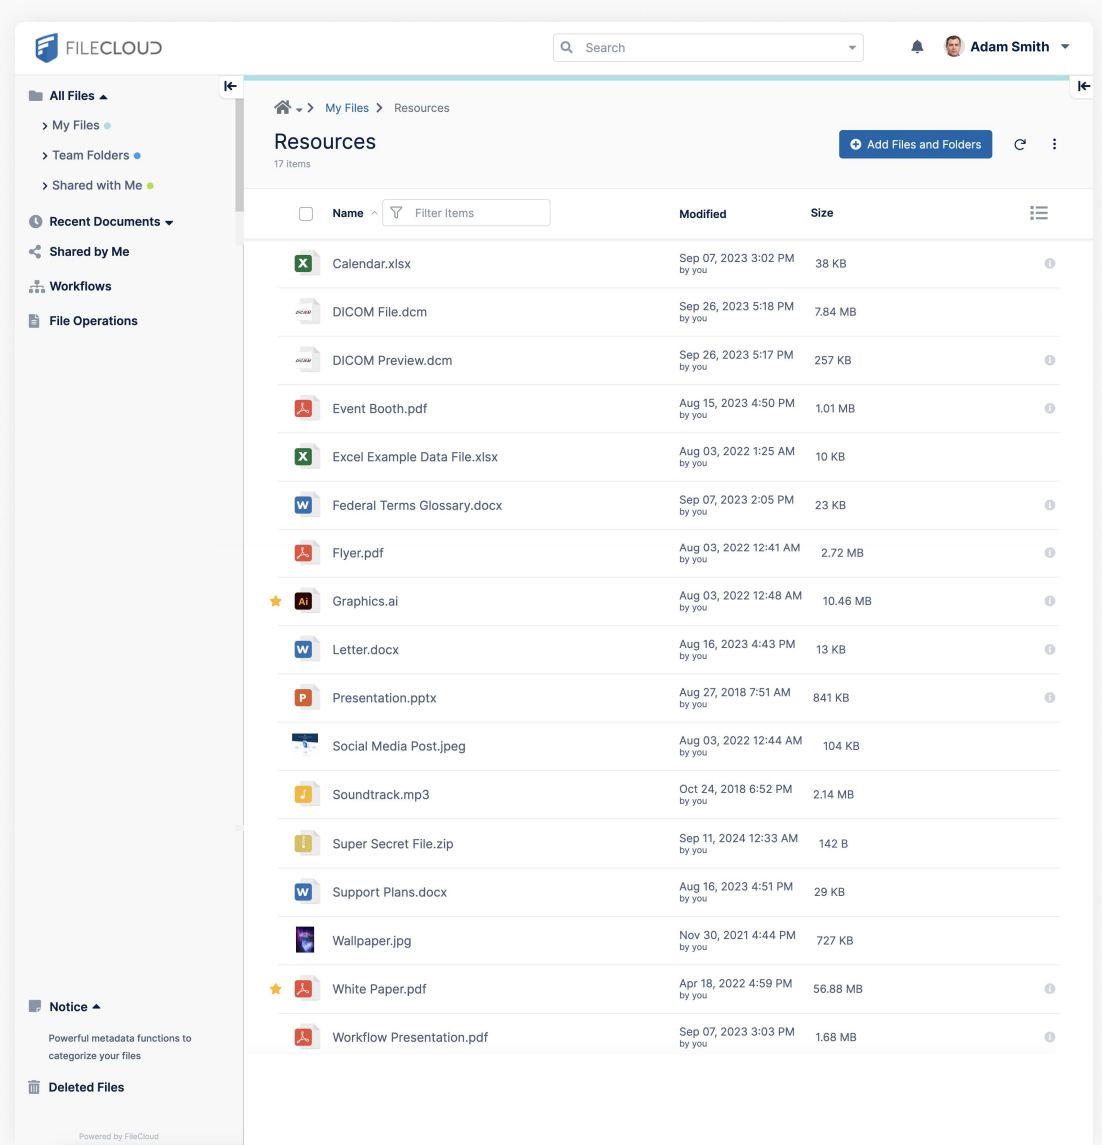 FILECLOUD
Search
Adam Smith
All Files
My Files
Team Folders
Shared with Me
Recent Documents
Shared by Me
Workflows
File Operations
My Files Resources
Resources
17 items
Add Files and Folders
Name Filter Items Modified Size
Calendar.xlsx Sep 07, 2023 3:02 PM 38 KB
by you
DICOM File.dcm Sep 26, 2023 5:18 PM 7.84 MB
by you
DICOM Preview.dcm Sep 26, 2023 5:17 PM 257 KB
by you
Event Booth.pdf Aug 15, 2023 4:50 PM 1.01 MB
by you
Excel Example Data File.xlsx Aug 03, 2022 1:25 AM 10 KB
by you
Federal Terms Glossary.docx Sep 07, 2023 2:05 PM 23 KB
by you
Flyer.pdf Aug 03, 2022 12:41 AM 2.72 MB
by you
Ai Graphics.ai Aug 03, 2022 12:48 AM 10.46 MB
by you
Letter.docx Aug 16, 2023 4:43 PM 13 KB
by you
Presentation.pptx Aug 27, 2018 7:51 AM 841 KB
by you
Social Media Post.jpeg Aug 03, 2022 12:44 AM 104 KB
by you
Soundtrack.mp3 Oct 24, 2018 6:52 PM 2.14 MB
by you
Super Secret File.zip Sep 11, 2024 12:33 AM 142 B
by you
Support Plans.docx Aug 16, 2023 4:51 PM 29 KB
by you
Wallpaper.jpg Nov 30, 2021 4:44 PM 727 KB
by you
White Paper.pdf Apr 18, 2022 4:59 PM 56.88 MB
by you
Workflow Presentation.pdf Sep 07, 2023 3:03 PM 1.68 MB
by you
Notice
Powerful metadata functions to
categorize your files
Deleted Files
Powered by FileCloud